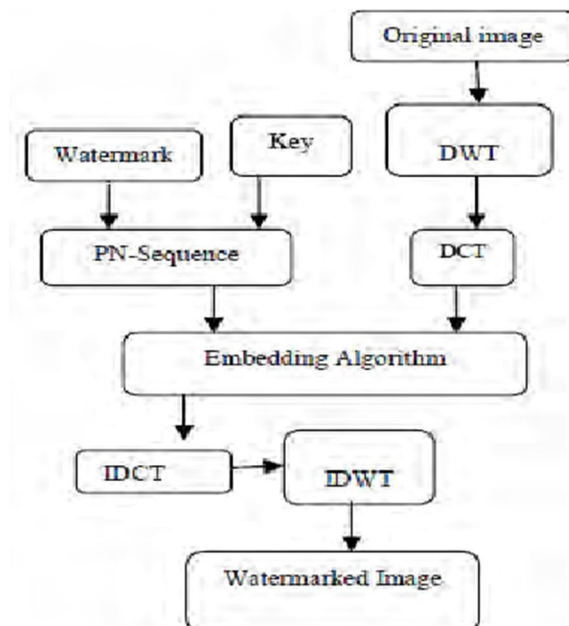 Original image
Watermark
Key
DWT
PN-Sequence
DCT
Embedding Algorithm
IDCT
IDWT
Watermarked Image